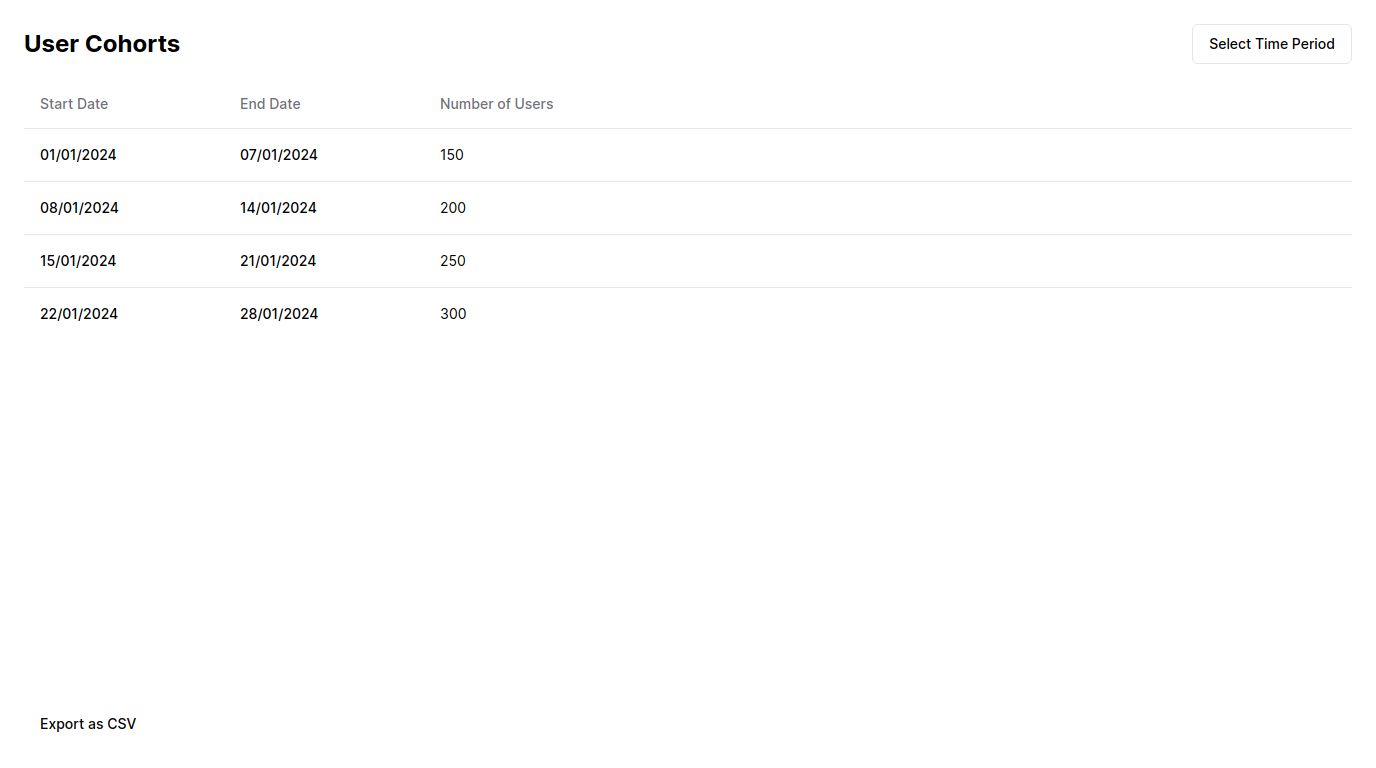 User Cohorts
Select Time Period
Start Date End Date Number of Users
01/01/2024 07/01/2024 150
08/01/2024 14/01/2024 200
15/01/2024 21/01/2024 250
22/01/2024 28/01/2024 300
Export as CSV